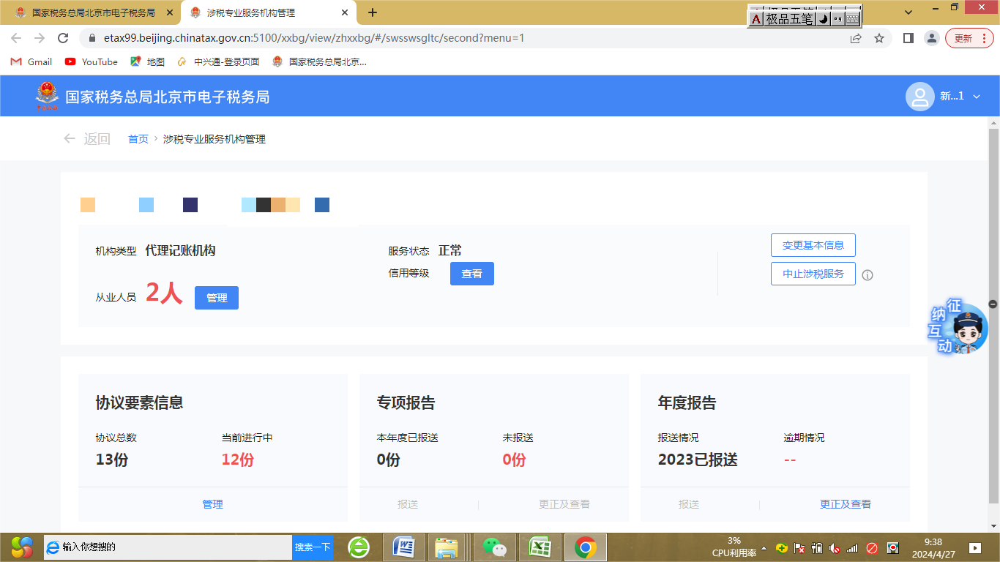 国家税务总局北京市电子税务局
涉税专业服务机构管理
极品五笔
etax99.beijing.chinatax.gov.cn:5100/xxbg/view/zhxxbg/#/swsswsgltc/second?menu=1
更新
Gmail
YouTube
地图
中兴通-登录页面
国家税务总局北京...
国家税务总局北京市电子税务局
新...1
返回
首页 › 涉税专业服务机构管理
机构类型 代理记账机构
服务状态 正常
变更基本信息
信用等级 查看
中止涉税服务
从业人员 2人 管理
征纳互动
协议要素信息
专项报告
年度报告
协议总数 当前进行中
本年度已报送 未报送
报送情况 逾期情况
13份 12份
0份 0份
2023已报送 --
管理
报送 更正及查看
报送 更正及查看
输入你想搜的
搜索一下
3%
CPU利用率
9:38
2024/4/27